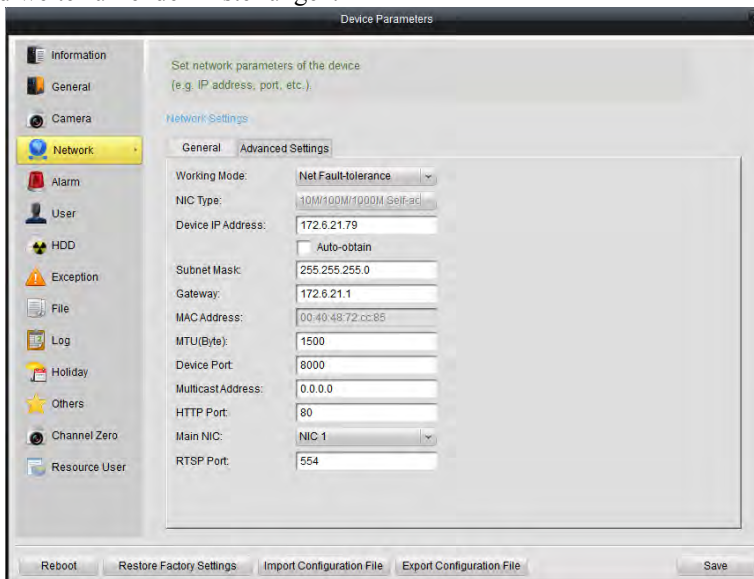 Device Parameters
Information
General
Camera
Network
Alarm
User
HDD
Exception
File
Log
Holiday
Others
Channel Zero
Resource User
Set network parameters of the device
(e.g. IP address, port, etc.).
Network Settings
General Advanced Settings
Working Mode: Net Fault-tolerance
NIC Type: 10M/100M/1000M Self-ad
Device IP Address: 172.6.21.79
Auto-obtain
Subnet Mask: 255.255.255.0
Gateway: 172.6.21.1
MAC Address: 00:40:48:72:cc:85
MTU(Byte): 1500
Device Port: 8000
Multicast Address: 0.0.0.0
HTTP Port: 80
Main NIC: NIC 1
RTSP Port: 554
Reboot Restore Factory Settings Import Configuration File Export Configuration File Save